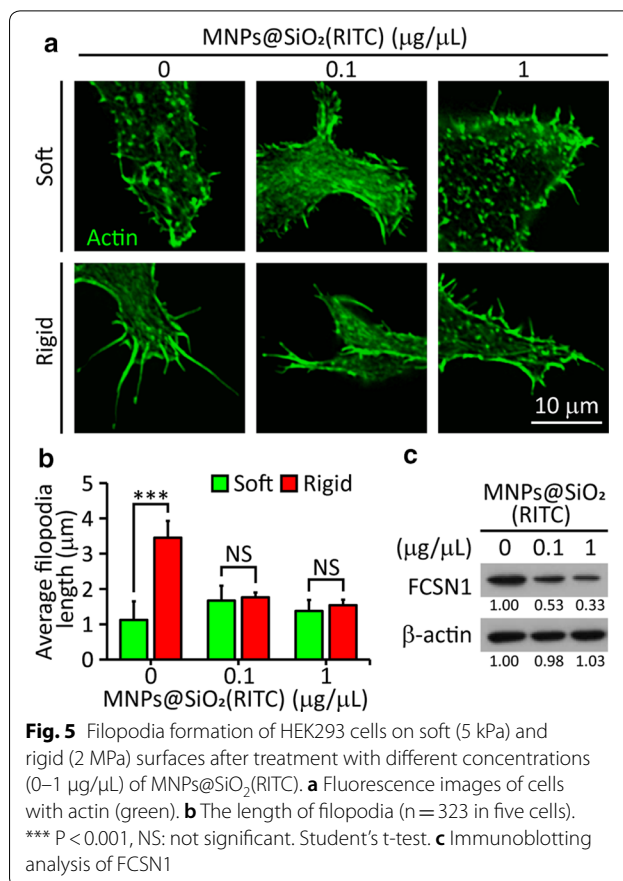 a
MNPs@SiO₂(RITC) (μg/μL)
0 0.1 1
Soft
Actin
Rigid
10 μm
b
Soft Rigid
Average filopodia
length (μm)
5
4
3
2
1
0
***
NS
NS
0 0.1 1
MNPs@SiO₂(RITC) (μg/μL)
c
MNPs@SiO₂
(RITC)
(μg/μL) 0 0.1 1
FCSN1
1.00 0.53 0.33
β-actin
1.00 0.98 1.03
Fig. 5 Filopodia formation of HEK293 cells on soft (5 kPa) and
rigid (2 MPa) surfaces after treatment with different concentrations
(0–1 μg/μL) of MNPs@SiO₂(RITC). a Fluorescence images of cells
with actin (green). b The length of filopodia (n = 323 in five cells).
*** P < 0.001, NS: not significant. Student's t-test. c Immunoblotting
analysis of FCSN1